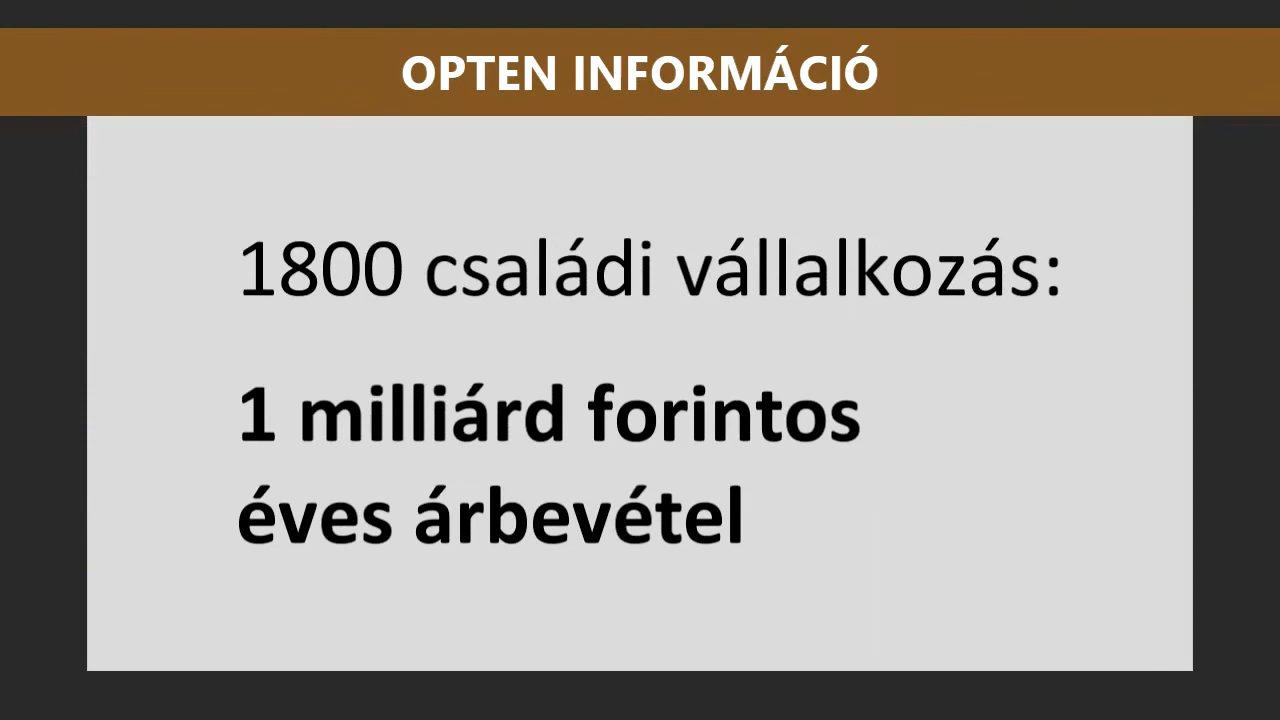 OPTEN INFORMÁCIÓ
1800 családi vállalkozás:
1 milliárd forintos
éves árbevétel